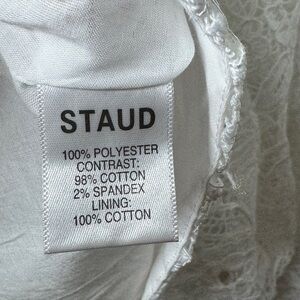 STAUD
100% POLYESTER
CONTRAST:
98% COTTON
2% SPANDEX
LINING:
100% COTTON